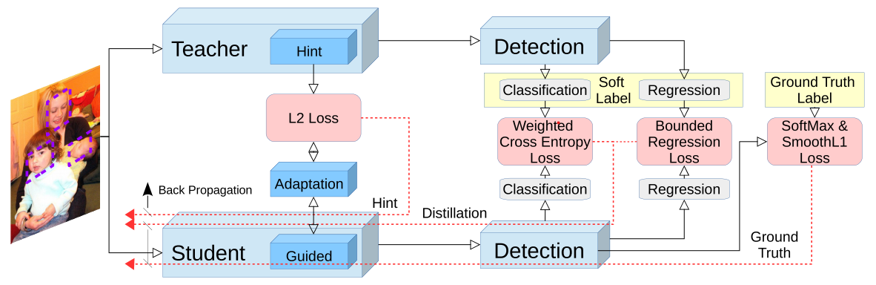 Teacher
Hint
Detection
Classification
Soft
Label
Regression
Ground Truth
Label
L2 Loss
Weighted
Cross Entropy
Loss
Bounded
Regression
Loss
SoftMax &
SmoothL1
Loss
Adaptation
Classification
Regression
Back Propagation
Hint
Distillation
Student
Guided
Detection
Ground
Truth